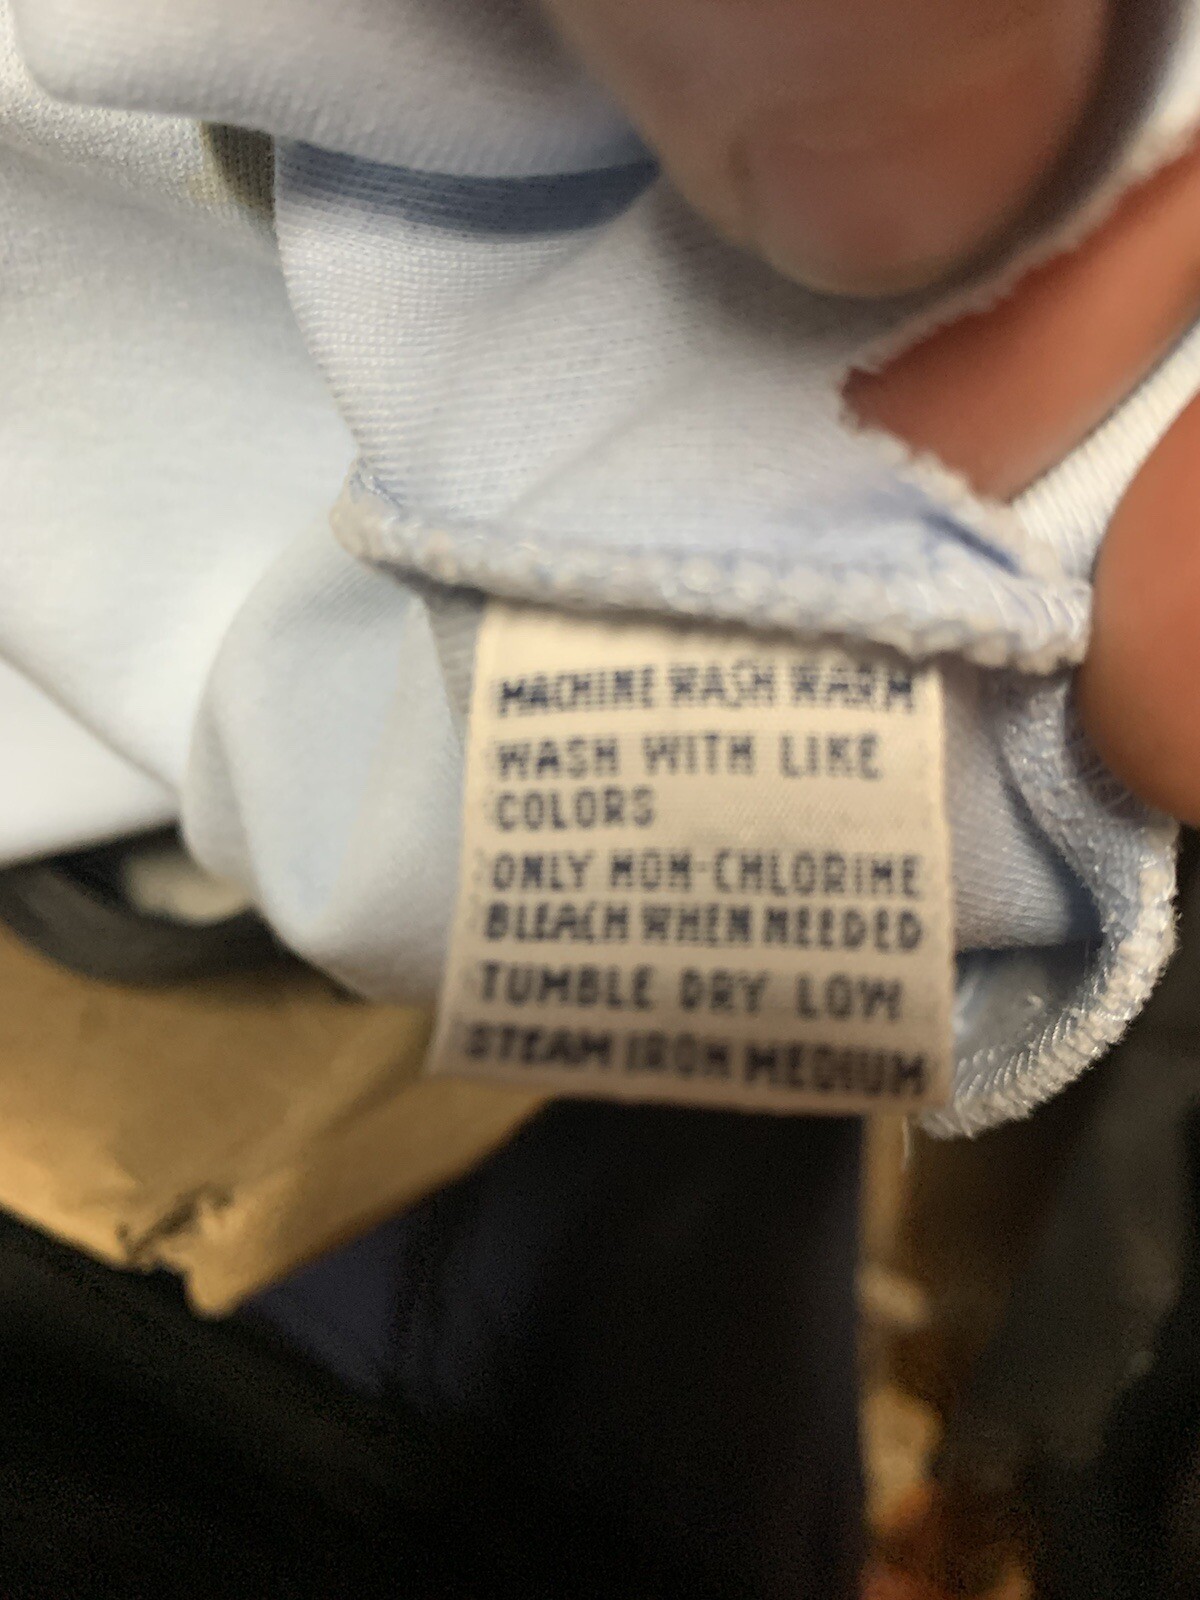 MACHINE WASH WARM
WASH WITH LIKE
COLORS
ONLY NON-CHLORINE
BLEACH WHEN NEEDED
TUMBLE DRY LOW
STEAM IRON MEDIUM